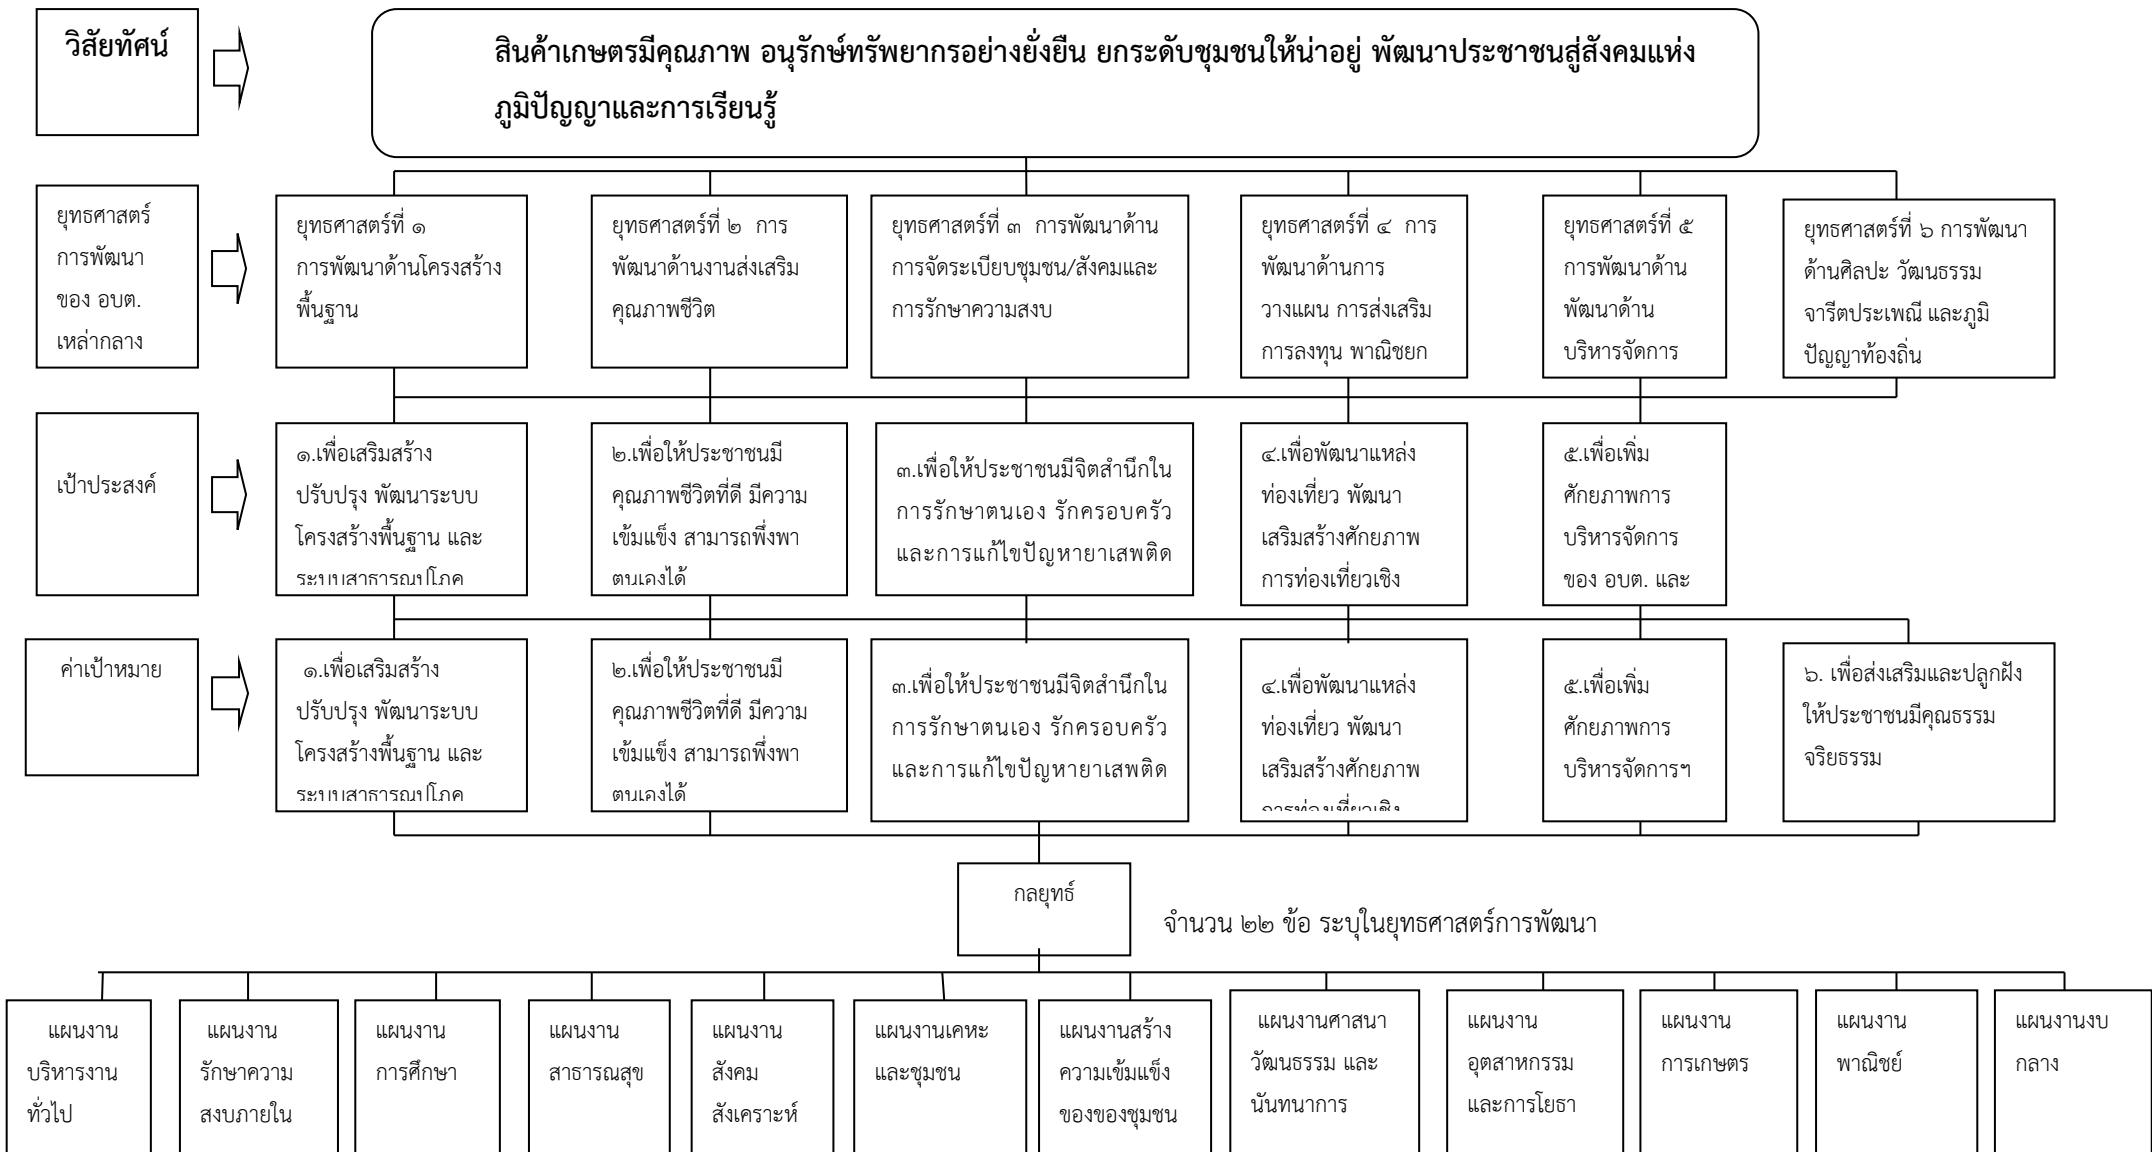 วิสัยทัศน์
สินค้าเกษตรมีคุณภาพ อนุรักษ์ทรัพยากรอย่างยั่งยืน ยกระดับชุมชนให้น่าอยู่ พัฒนาประชาชนสู่สังคมแห่ง
ภูมิปัญญาและการเรียนรู้
ยุทธศาสตร์
การพัฒนา
ของ อบต.
เหล่ากลาง
ยุทธศาสตร์ที่ ๑
การพัฒนาด้านโครงสร้าง
พื้นฐาน
ยุทธศาสตร์ที่ ๒ การ
พัฒนาด้านงานส่งเสริม
คุณภาพชีวิต
ยุทธศาสตร์ที่ ๓ การพัฒนาด้าน
การจัดระเบียบชุมชน/สังคมและ
การรักษาความสงบ
ยุทธศาสตร์ที่ ๔ การ
พัฒนาด้านการ
วางแผน การส่งเสริม
การลงทุน พาณิชยก
ยุทธศาสตร์ที่ ๕
การพัฒนาด้าน
พัฒนาด้าน
บริหารจัดการ
ยุทธศาสตร์ที่ ๖ การพัฒนา
ด้านศิลปะ วัฒนธรรม
จารีตประเพณี และภูมิ
ปัญญาท้องถิ่น
เป้าประสงค์
๑.เพื่อเสริมสร้าง
ปรับปรุง พัฒนาระบบ
โครงสร้างพื้นฐาน และ
ระบบสาธารณูปโภค
๒.เพื่อให้ประชาชนมี
คุณภาพชีวิตที่ดี มีความ
เข้มแข็ง สามารถพึ่งพา
ตนเองได้
๓.เพื่อให้ประชาชนมีจิตสำนึกใน
การรักษาตนเอง รักครอบครัว
และการแก้ไขปัญหายาเสพติด
๔.เพื่อพัฒนาแหล่ง
ท่องเที่ยว พัฒนา
เสริมสร้างศักยภาพ
การท่องเที่ยวเชิง
๕.เพื่อเพิ่ม
ศักยภาพการ
บริหารจัดการ
ของ อบต. และ
ค่าเป้าหมาย
๑.เพื่อเสริมสร้าง
ปรับปรุง พัฒนาระบบ
โครงสร้างพื้นฐาน และ
ระบบสาธารณูปโภค
๒.เพื่อให้ประชาชนมี
คุณภาพชีวิตที่ดี มีความ
เข้มแข็ง สามารถพึ่งพา
ตนเองได้
๓.เพื่อให้ประชาชนมีจิตสำนึกใน
การรักษาตนเอง รักครอบครัว
และการแก้ไขปัญหายาเสพติด
๔.เพื่อพัฒนาแหล่ง
ท่องเที่ยว พัฒนา
เสริมสร้างศักยภาพ
การท่องเที่ยวเชิง
๕.เพื่อเพิ่ม
ศักยภาพการ
บริหารจัดการฯ
๖. เพื่อส่งเสริมและปลูกฝัง
ให้ประชาชนมีคุณธรรม
จริยธรรม
กลยุทธ์
จำนวน ๒๒ ข้อ ระบุในยุทธศาสตร์การพัฒนา
แผนงาน
บริหารงาน
ทั่วไป
แผนงาน
รักษาความ
สงบภายใน
แผนงาน
การศึกษา
แผนงาน
สาธารณสุข
แผนงาน
สังคม
สังเคราะห์
แผนงานเคหะ
และชุมชน
แผนงานสร้าง
ความเข้มแข็ง
ของของชุมชน
แผนงานศาสนา
วัฒนธรรม และ
นันทนาการ
แผนงาน
อุตสาหกรรม
และการโยธา
แผนงาน
การเกษตร
แผนงาน
พาณิชย์
แผนงานงบ
กลาง